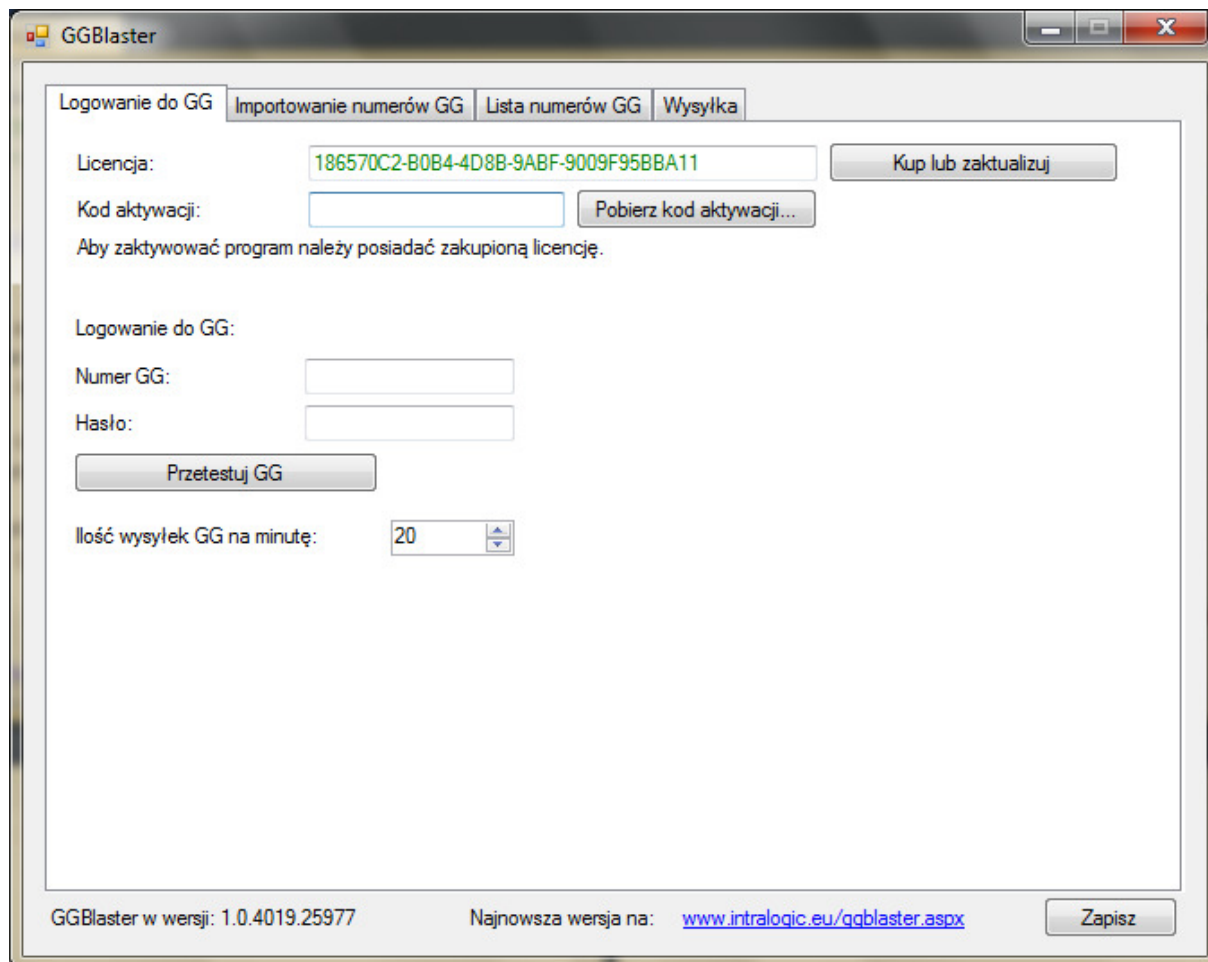 GGBlaster
Logowanie do GG Importowanie numerów GG Lista numerów GG Wysyłka
Licencja: 186570C2-B0B4-4D8B-9ABF-9009F95BBA11 Kup lub zaktualizuj
Kod aktywacji: Pobierz kod aktywacji...
Aby zaktywować program należy posiadać zakupioną licencję.
Logowanie do GG:
Numer GG:
Hasło:
Przetestuj GG
Ilość wysyłek GG na minutę: 20
GGBlaster w wersji: 1.0.4019.25977 Najnowsza wersja na: www.intralogic.eu/ggblaster.aspx Zapisz